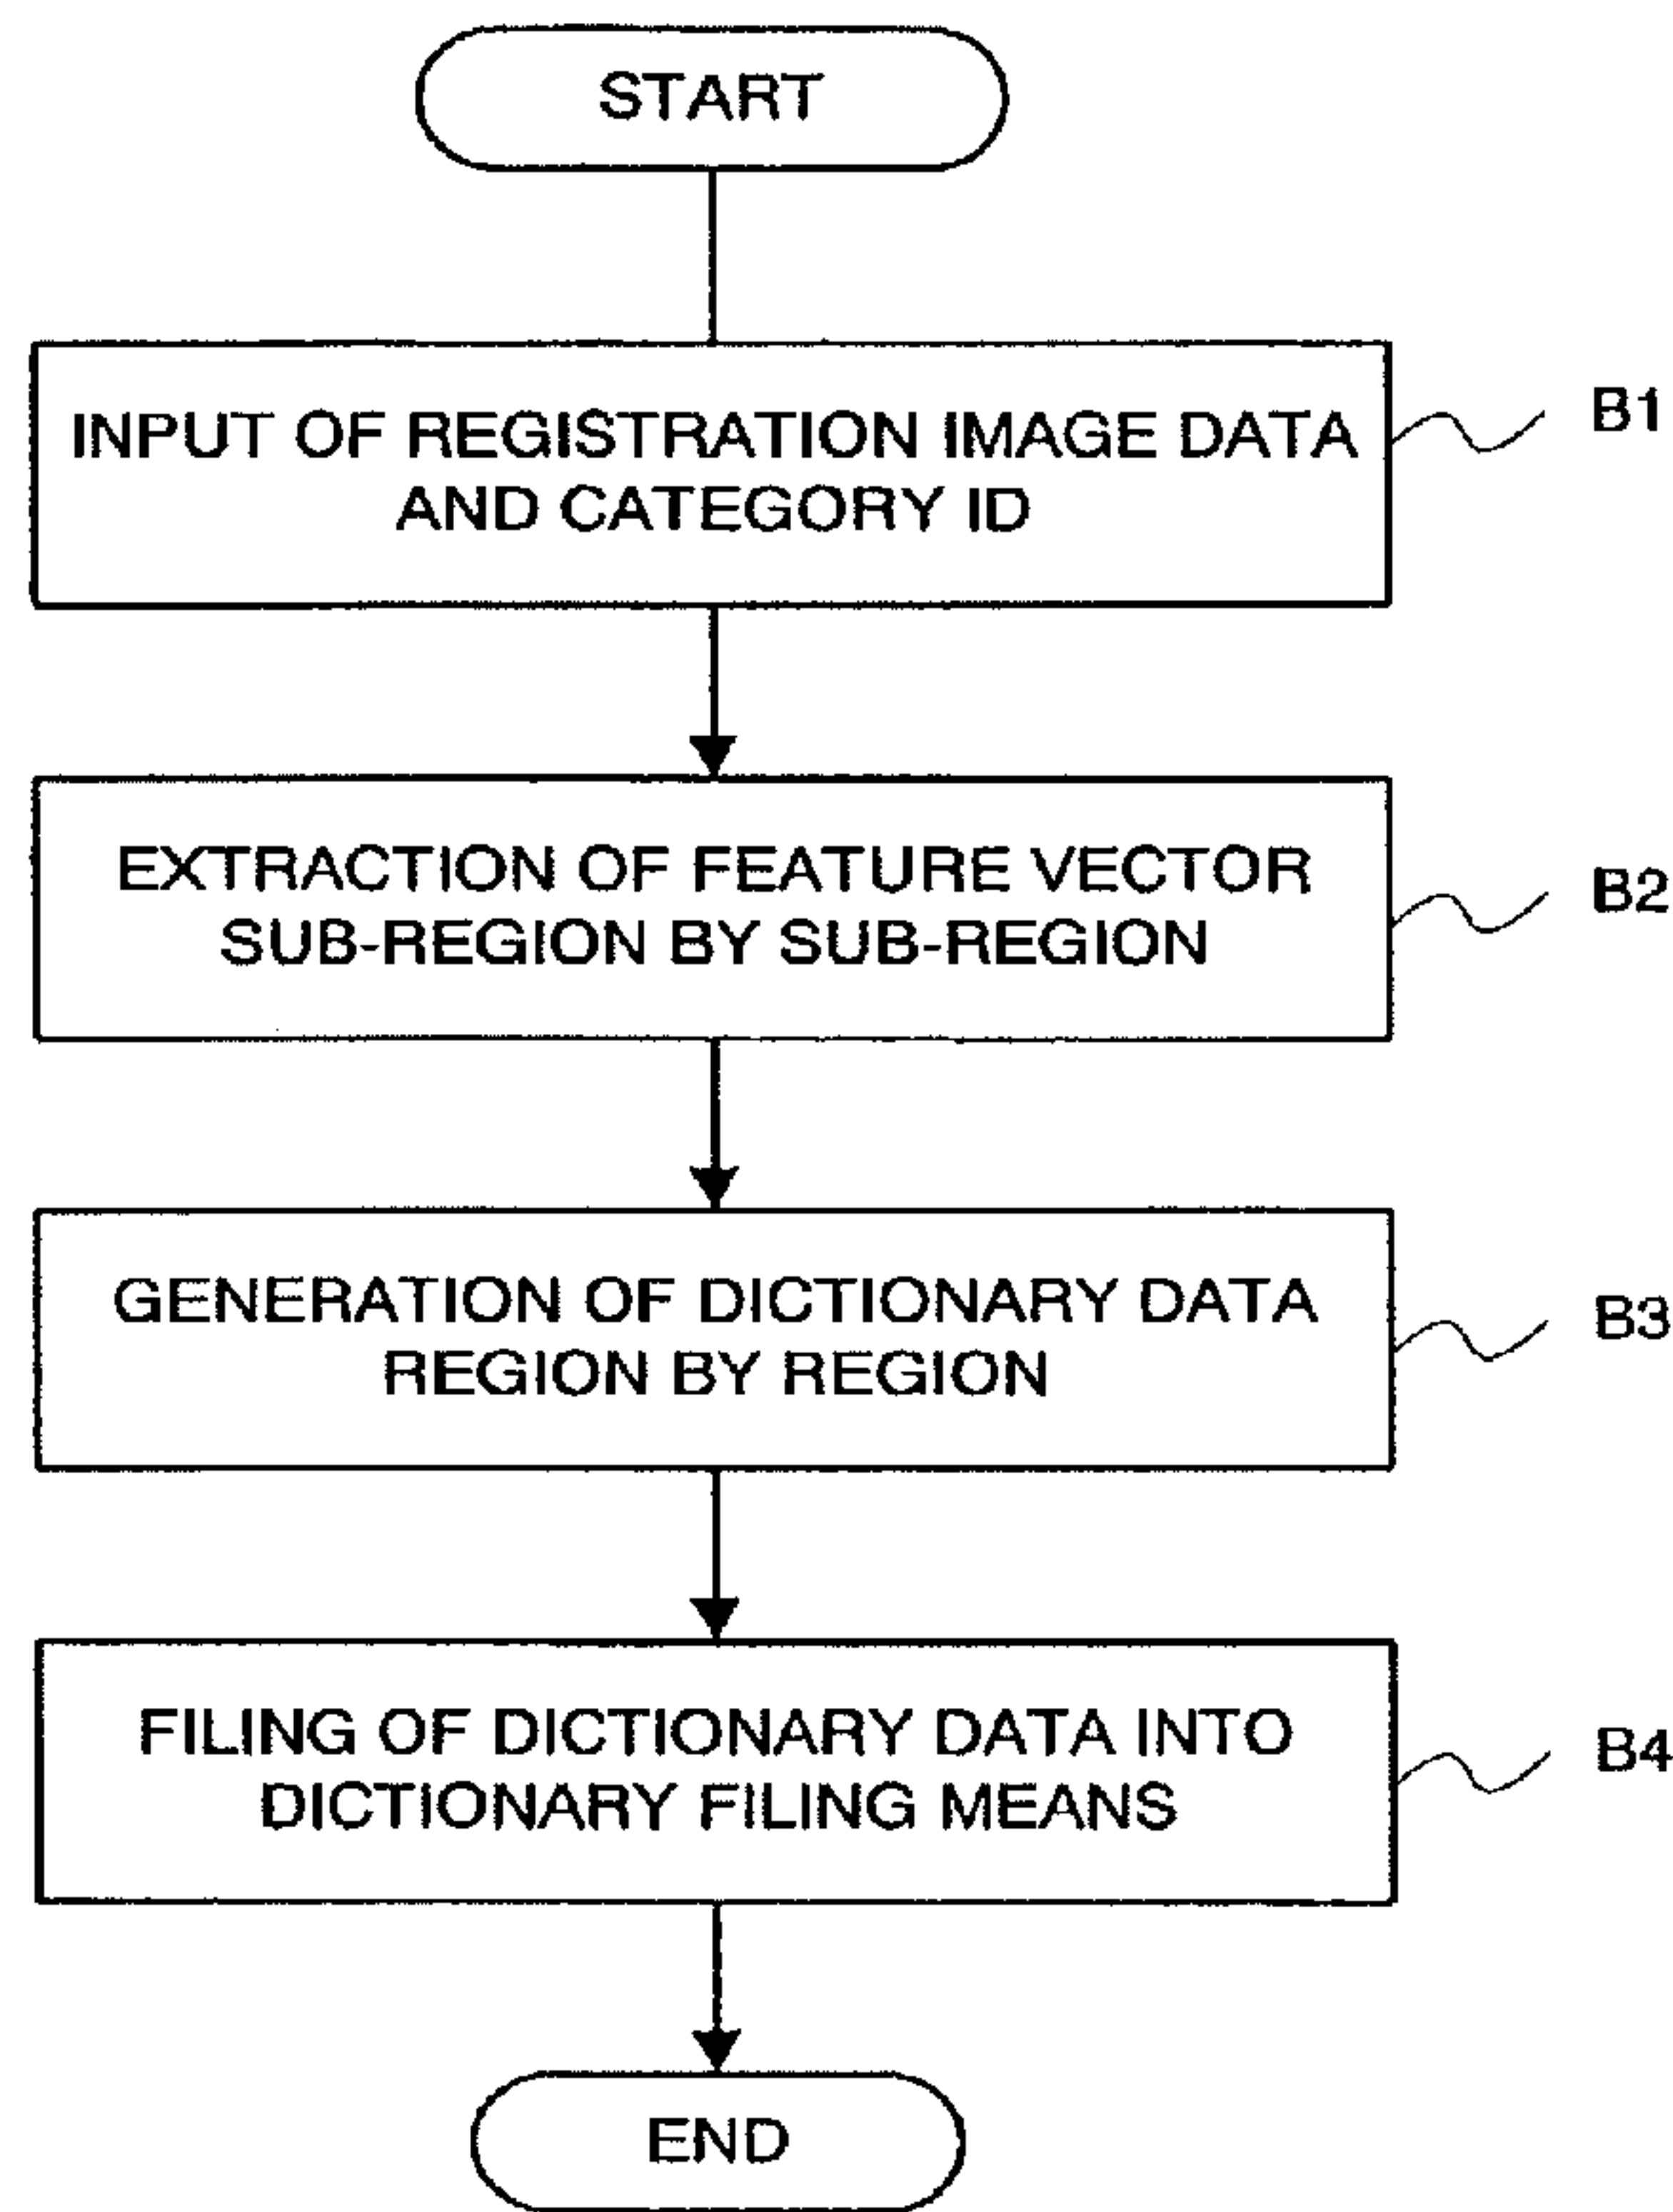 START
INPUT OF REGISTRATION IMAGE DATA
AND CATEGORY ID
B1
EXTRACTION OF FEATURE VECTOR
SUB-REGION BY SUB-REGION
B2
GENERATION OF DICTIONARY DATA
REGION BY REGION
B3
FILING OF DICTIONARY DATA INTO
DICTIONARY FILING MEANS
B4
END